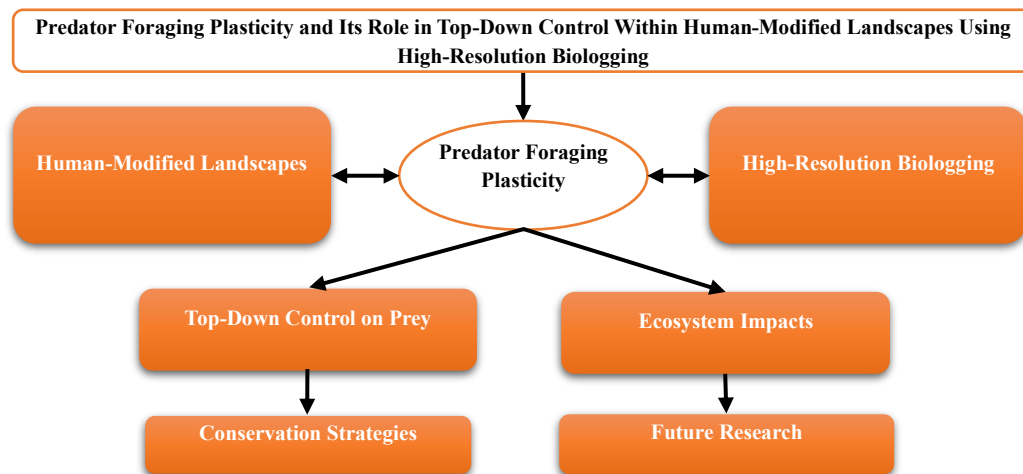 Predator Foraging Plasticity and Its Role in Top-Down Control Within Human-Modified Landscapes Using
High-Resolution Biologging
Human-Modified Landscapes
Predator Foraging
Plasticity
High-Resolution Biologging
Top-Down Control on Prey
Ecosystem Impacts
Conservation Strategies
Future Research